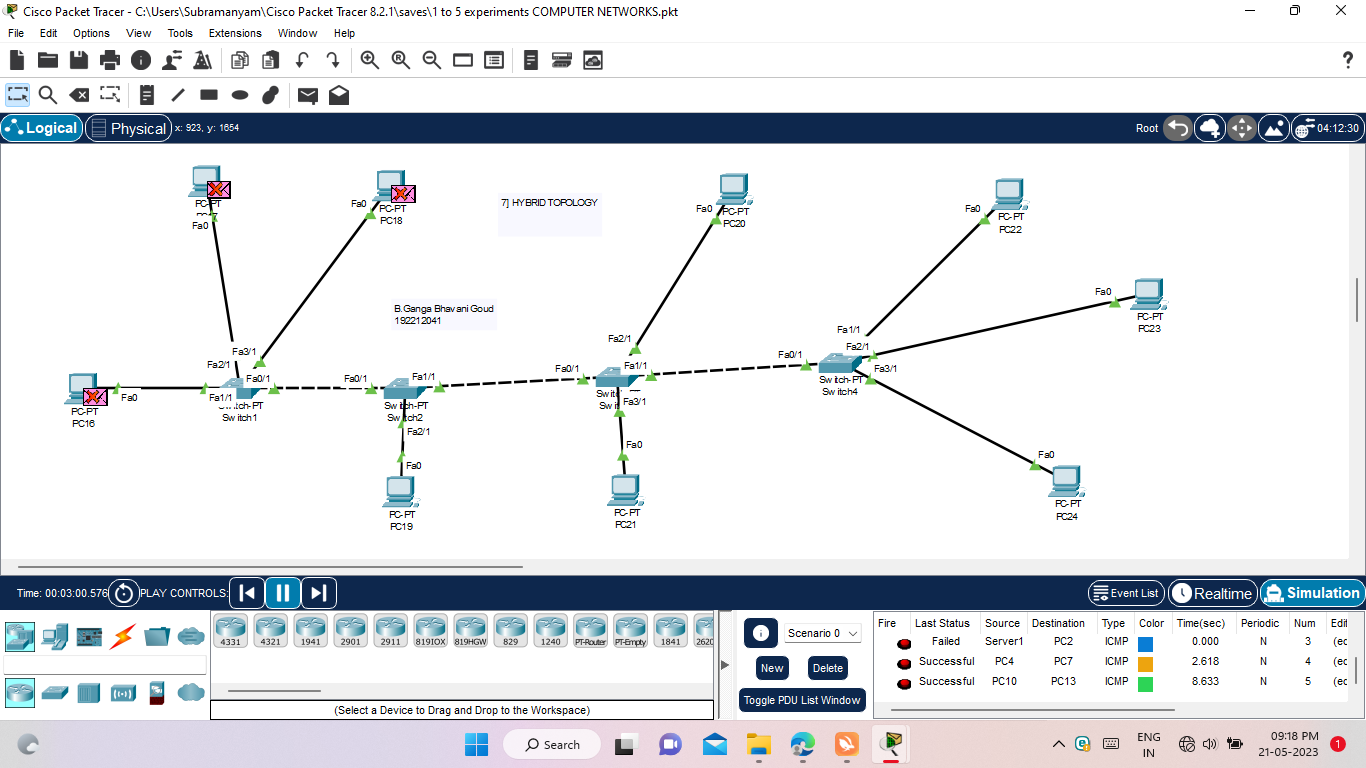 Cisco Packet Tracer - C:\Users\Subramanyam\Cisco Packet Tracer 8.2.1\saves\1 to 5 experiments COMPUTER NETWORKS.pkt
File Edit Options View Tools Extensions Window Help
?
Logical Physical x: 923, y: 1654 Root 04:12:30
PC-PT
Fa0
Fa0
PC-PT
PC18
7] HYBRID TOPOLOGY
Fa0
PC-PT
PC20
Fa0
PC-PT
PC22
Fa0
PC-PT
PC23
B.Ganga Bhavani Goud
192212041
Fa3/1
Fa2/1
Fa0/1
Fa1/1
Switch1
Fa0
PC-PT
PC16
Fa0/1
Fa1/1
Switch-PT
Switch2
Fa2/1
Fa0
PC-PT
PC19
Fa2/1
Fa0/1
Fa1/1
Fa3/1
Fa0
PC-PT
PC21
Fa1/1
Fa0/1
Fa2/1
Fa3/1
Switch-PT
Switch4
Fa0
PC-PT
PC24
Time: 00:03:00.576 PLAY CONTROLS: Event List Realtime Simulation
4331 4321 1941 2901 2911 819IOX 819HGW 829 1240 PT-Router PT-Empty 1841 2620
(Select a Device to Drag and Drop to the Workspace)
Scenario 0
New Delete
Toggle PDU List Window
Fire Last Status Source Destination Type Color Time(sec) Periodic Num Edit
Failed Server1 PC2 ICMP 0.000 N 3 (ec
Successful PC4 PC7 ICMP 2.618 N 4 (ec
Successful PC10 PC13 ICMP 8.633 N 5 (ec
Search
ENG
IN
09:18 PM
21-05-2023
1